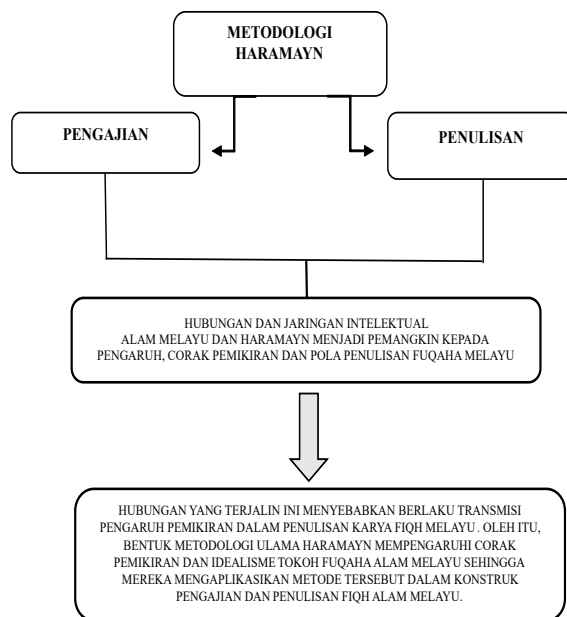 METODOLOGI
HARAMAYN
PENGAJIAN
PENULISAN
HUBUNGAN DAN JARINGAN INTELEKTUAL
ALAM MELAYU DAN HARAMAYN MENJADI PEMANGKIN KEPADA
PENGARUH, CORAK PEMIKIRAN DAN POLA PENULISAN FUQAHA MELAYU
HUBUNGAN YANG TERJALIN INI MENYEBABKAN BERLAKU TRANSMISI
PENGARUH PEMIKIRAN DALAM PENULISAN KARYA FIQH MELAYU. OLEH ITU,
BENTUK METODOLOGI ULAMA HARAMAYN MEMPENGARUHI CORAK
PEMIKIRAN DAN IDEALISME TOKOH FUQAHA ALAM MELAYU SEHINGGA
MEREKA MENGAPLIKASIKAN METODE TERSEBUT DALAM KONSTRUK
PENGAJIAN DAN PENULISAN FIQH ALAM MELAYU.